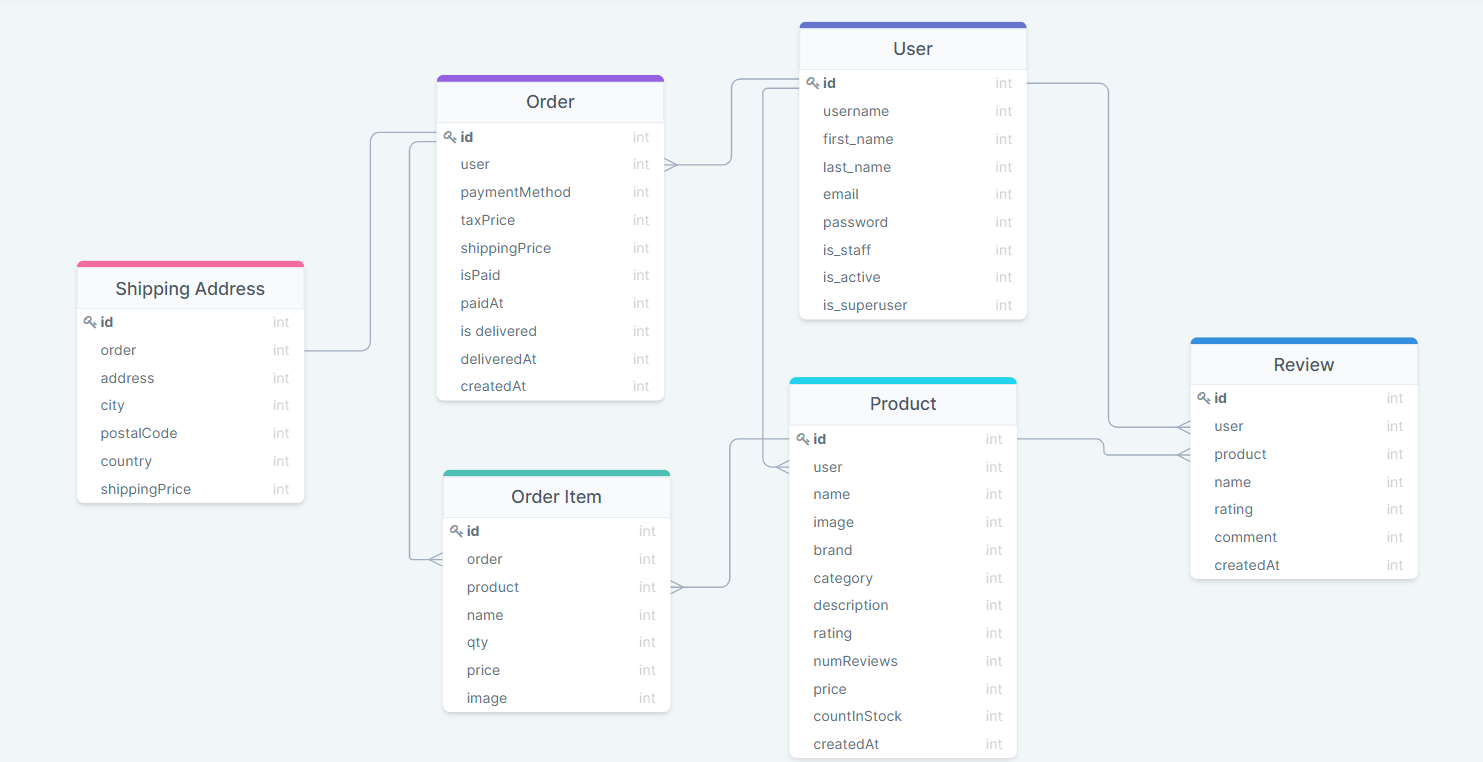 User
id int
username int
first_name int
last_name int
email int
password int
is_staff int
is_active int
is_superuser int
Order
id int
user int
paymentMethod int
taxPrice int
shippingPrice int
isPaid int
paidAt int
is delivered int
deliveredAt int
createdAt int
Shipping Address
id int
order int
address int
city int
postalCode int
country int
shippingPrice int
Review
id int
user int
product int
name int
rating int
comment int
createdAt int
Product
id int
user int
name int
image int
brand int
category int
description int
rating int
numReviews int
price int
countInStock int
createdAt int
Order Item
id int
order int
product int
name int
qty int
price int
image int